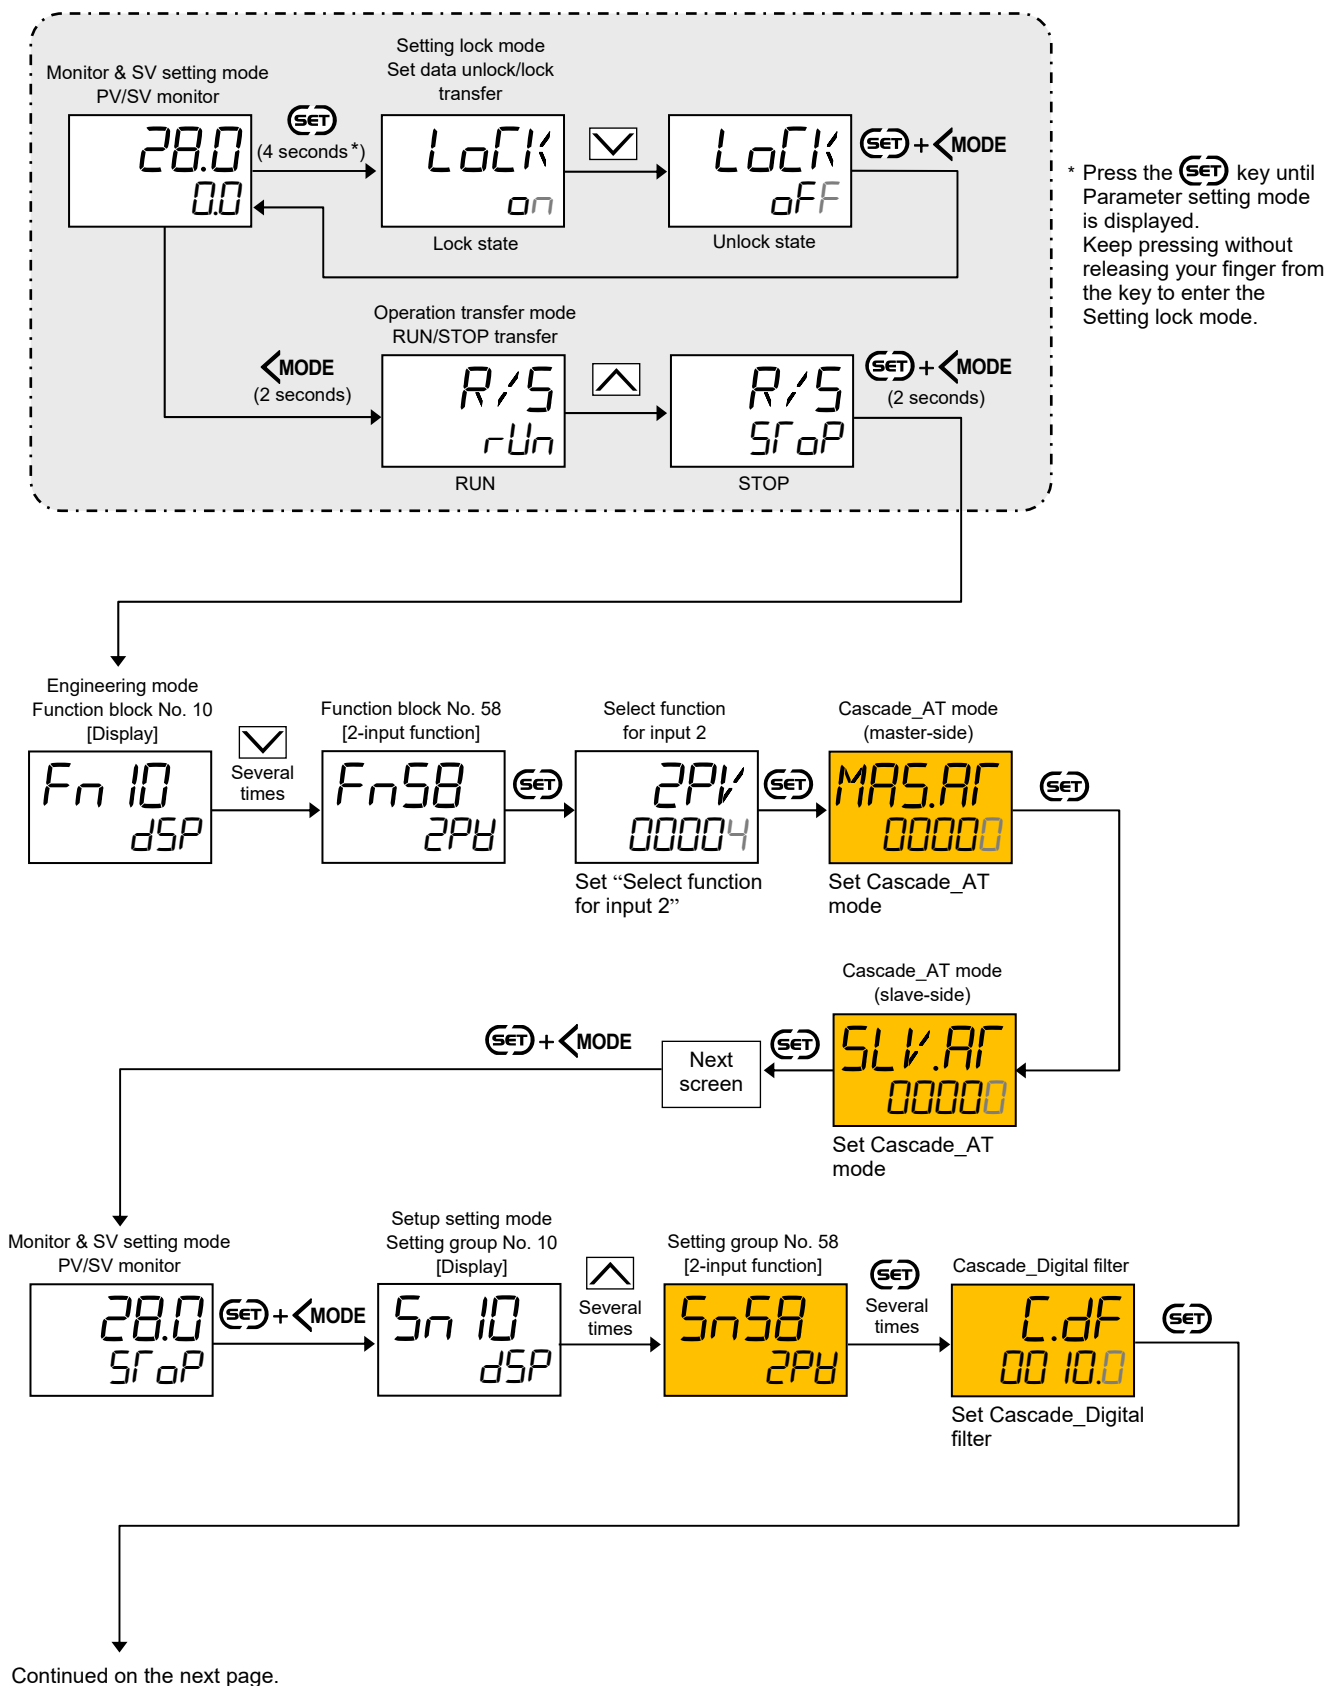 Monitor & SV setting mode
PV/SV monitor
28.0
0.0
SET
(4 seconds*)
Setting lock mode
Set data unlock/lock
transfer
LoCK
on
Lock state
LoCK
oFF
Unlock state
SET + <MODE
* Press the SET key until
Parameter setting mode
is displayed.
Keep pressing without
releasing your finger from
the key to enter the
Setting lock mode.
<MODE
(2 seconds)
Operation transfer mode
RUN/STOP transfer
R/S
rUn
RUN
R/S
SToP
STOP
SET + <MODE
(2 seconds)
Engineering mode
Function block No. 10
[Display]
Fn 10
dSP
Several
times
Function block No. 58
[2-input function]
Fn58
2PV
SET
Select function
for input 2
2PV
00004
Set “Select function
for input 2”
SET
Cascade_AT mode
(master-side)
MAS.AT
00000
Set Cascade_AT
mode
SET
Cascade_AT mode
(slave-side)
SLV.AT
00000
Set Cascade_AT
mode
SET
Next
screen
SET + <MODE
Monitor & SV setting mode
PV/SV monitor
28.0
SToP
SET + <MODE
Setup setting mode
Setting group No. 10
[Display]
Sn 10
dSP
Several
times
Setting group No. 58
[2-input function]
Sn58
2PV
SET
Several
times
Cascade_Digital filter
C.dF
0010.0
Set Cascade_Digital
filter
SET
Continued on the next page.